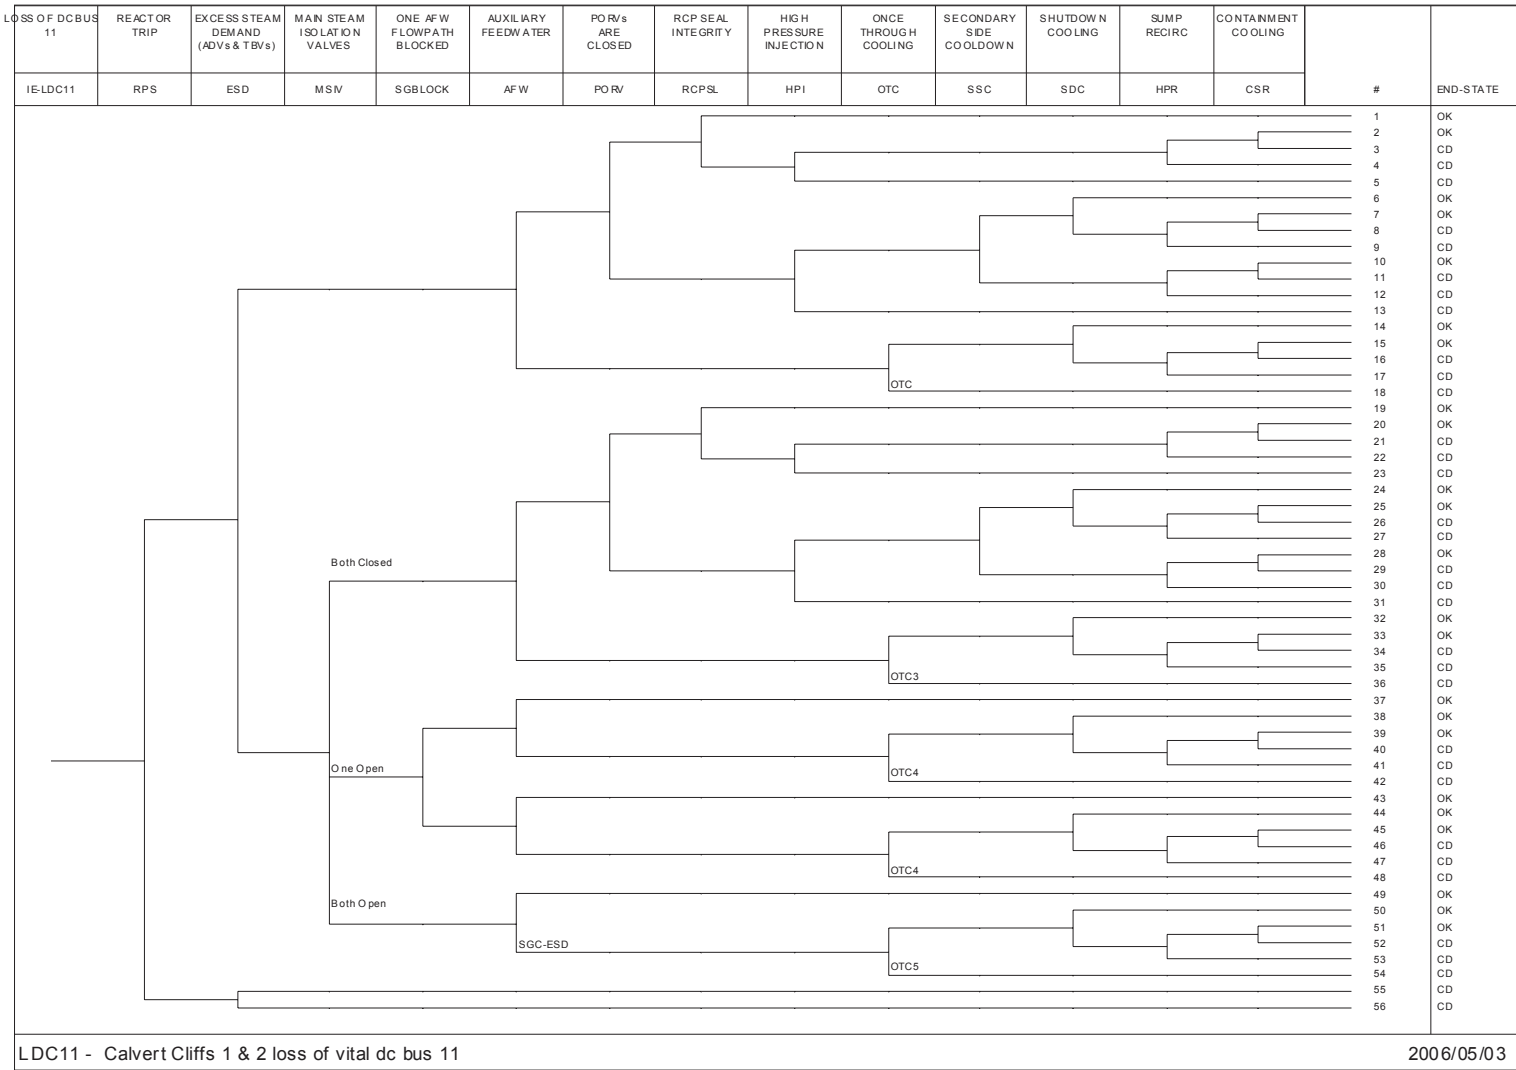 LOSS OF DC BUS
11
REACTOR
TRIP
EXCESS STEAM
DEMAND
(ADVs & TBVs)
MAIN STEAM
ISOLATION
VALVES
ONE AFW
FLOWPATH
BLOCKED
AUXILIARY
FEEDWATER
PORVs
ARE
CLOSED
RCP SEAL
INTEGRITY
HIGH
PRESSURE
INJECTION
ONCE
THROUGH
COOLING
SECONDARY
SIDE
COOLDOWN
SHUTDOWN
COOLING
SUMP
RECIRC
CONTAINMENT
COOLING
IE-LDC11 RPS ESD MSIV SGBLOCK AFW PORV RCPSL HPI OTC SSC SDC HPR CSR # END-STATE
1 OK
2 OK
3 CD
4 CD
5 CD
6 OK
7 OK
8 CD
9 CD
10 OK
11 CD
12 CD
13 CD
14 OK
15 OK
16 CD
17 CD
OTC
18 CD
19 OK
20 OK
21 CD
22 CD
23 CD
24 OK
25 OK
26 CD
27 CD
28 OK
Both Closed
29 CD
30 CD
31 CD
32 OK
33 OK
34 CD
35 CD
OTC3
36 CD
37 OK
38 OK
39 OK
40 CD
41 CD
One Open
OTC4
42 CD
43 OK
44 OK
45 OK
46 CD
47 CD
OTC4
48 CD
49 OK
Both Open
50 OK
51 OK
52 CD
SGC-ESD
53 CD
OTC5
54 CD
55 CD
56 CD
LDC11 - Calvert Cliffs 1 & 2 loss of vital dc bus 11
2006/05/03